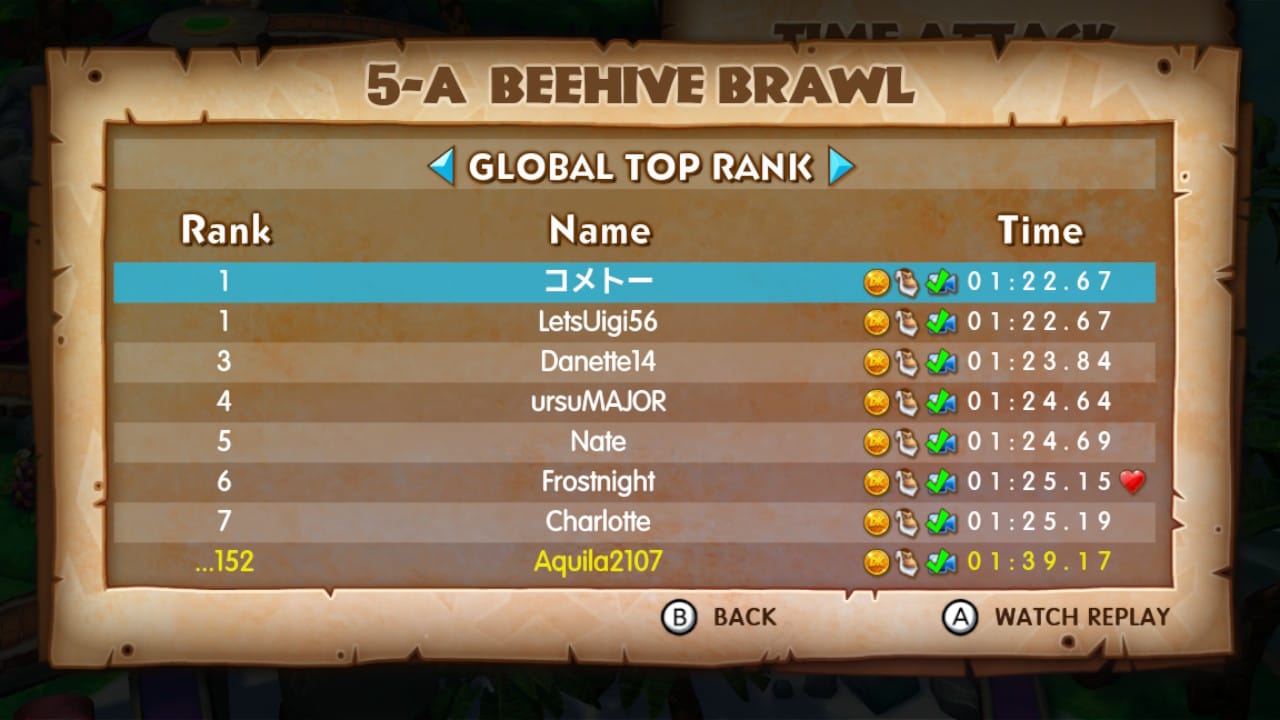 TIME ATTACK
5-A BEEHIVE BRAWL
GLOBAL TOP RANK
Rank Name Time
1 コメトー 01:22.67
1 LetsUigi56 01:22.67
3 Danette14 01:23.84
4 ursuMAJOR 01:24.64
5 Nate 01:24.69
6 Frostnight 01:25.15
7 Charlotte 01:25.19
...152 Aquila2107 01:39.17
B BACK A WATCH REPLAY